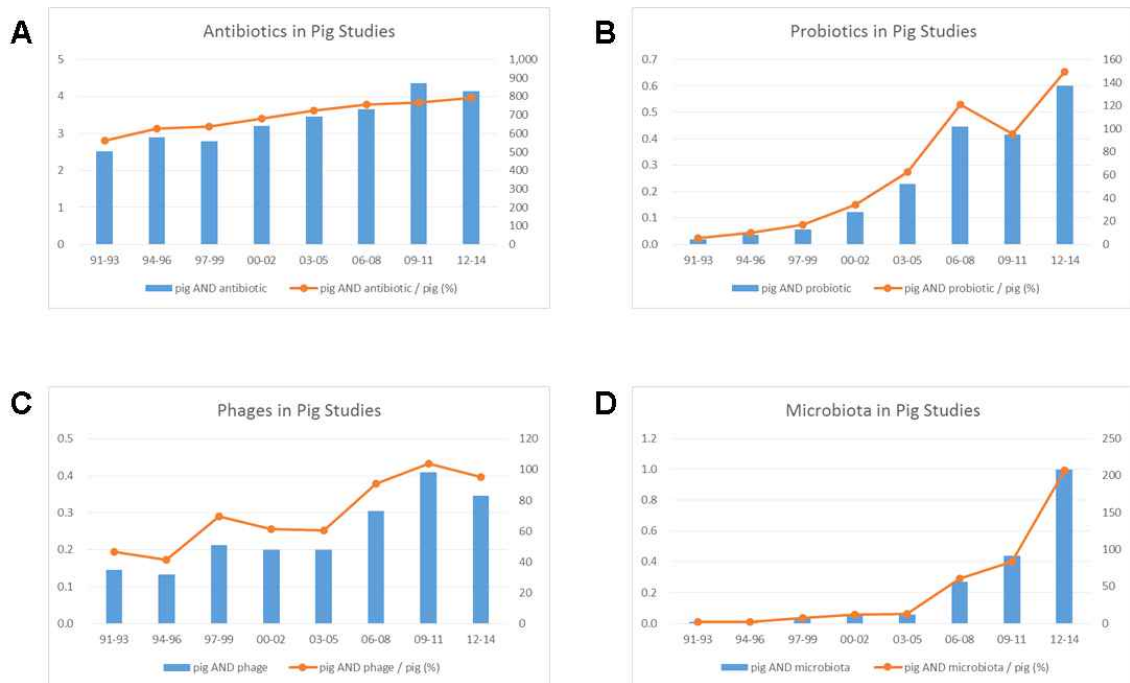 A
Antibiotics in Pig Studies
5 1,000
900
4 800
700
3 600
500
2 400
300
1 200
100
0 0
91-93 94-96 97-99 00-02 03-05 06-08 09-11 12-14
pig AND antibiotic pig AND antibiotic / pig (%)
B
Probiotics in Pig Studies
0.7 160
0.6 140
120
0.5
100
0.4
80
0.3
60
0.2
40
0.1 20
0.0 0
91-93 94-96 97-99 00-02 03-05 06-08 09-11 12-14
pig AND probiotic pig AND probiotic / pig (%)
C
Phages in Pig Studies
0.5 120
100
0.4
80
0.3
60
0.2
40
0.1
20
0.0 0
91-93 94-96 97-99 00-02 03-05 06-08 09-11 12-14
pig AND phage pig AND phage / pig (%)
D
Microbiota in Pig Studies
1.2 250
1.0 200
0.8
150
0.6
100
0.4
0.2 50
0.0 0
91-93 94-96 97-99 00-02 03-05 06-08 09-11 12-14
pig AND microbiota pig AND microbiota / pig (%)